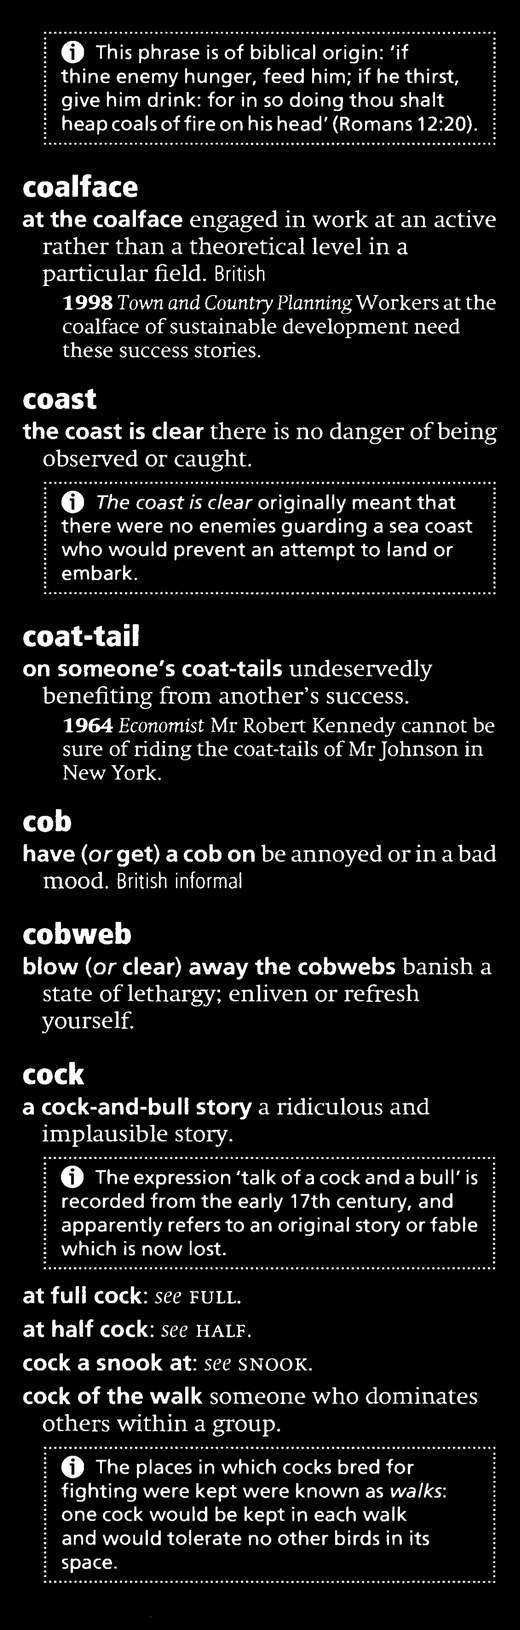 ⓘ This phrase is of biblical origin: ‘if
thine enemy hunger, feed him; if he thirst,
give him drink: for in so doing thou shalt
heap coals of fire on his head’ (Romans 12:20).
coalface
at the coalface engaged in work at an active
rather than a theoretical level in a
particular field. British
1998 Town and Country Planning Workers at the
coalface of sustainable development need
these success stories.
coast
the coast is clear there is no danger of being
observed or caught.
ⓘ The coast is clear originally meant that
there were no enemies guarding a sea coast
who would prevent an attempt to land or
embark.
coat-tail
on someone’s coat-tails undeservedly
benefiting from another’s success.
1964 Economist Mr Robert Kennedy cannot be
sure of riding the coat-tails of Mr Johnson in
New York.
cob
have (or get) a cob on be annoyed or in a bad
mood. British informal
cobweb
blow (or clear) away the cobwebs banish a
state of lethargy; enliven or refresh
yourself.
cock
a cock-and-bull story a ridiculous and
implausible story.
ⓘ The expression ‘talk of a cock and a bull’ is
recorded from the early 17th century, and
apparently refers to an original story or fable
which is now lost.
at full cock: see FULL.
at half cock: see HALF.
cock a snook at: see SNOOK.
cock of the walk someone who dominates
others within a group.
ⓘ The places in which cocks bred for
fighting were kept were known as walks:
one cock would be kept in each walk
and would tolerate no other birds in its
space.